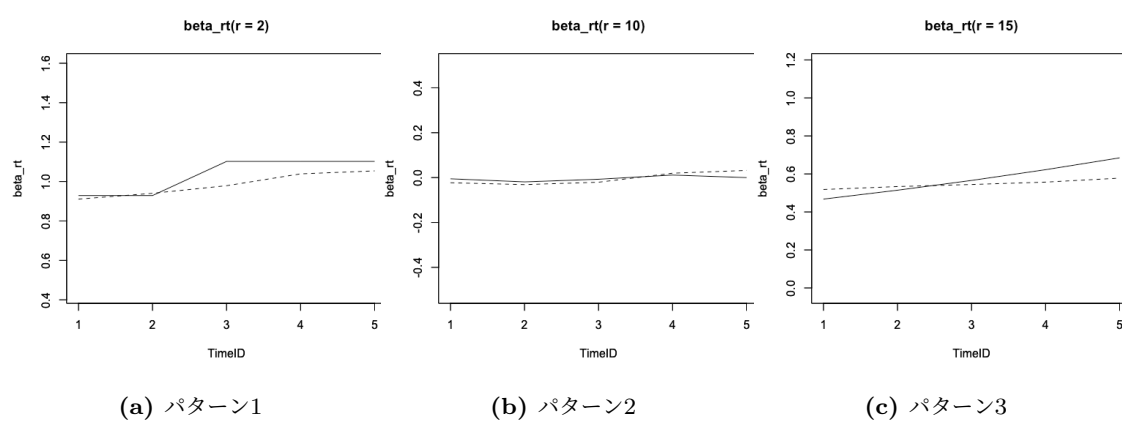 beta_rt(r = 2)
beta_rt
1.6
1.4
1.2
1.0
0.8
0.6
0.4
1 2 3 4 5
TimeID
(a) パターン1
beta_rt(r = 10)
beta_rt
0.4
0.2
0.0
-0.2
-0.4
1 2 3 4 5
TimeID
(b) パターン2
beta_rt(r = 15)
beta_rt
1.2
1.0
0.8
0.6
0.4
0.2
0.0
1 2 3 4 5
TimeID
(c) パターン3